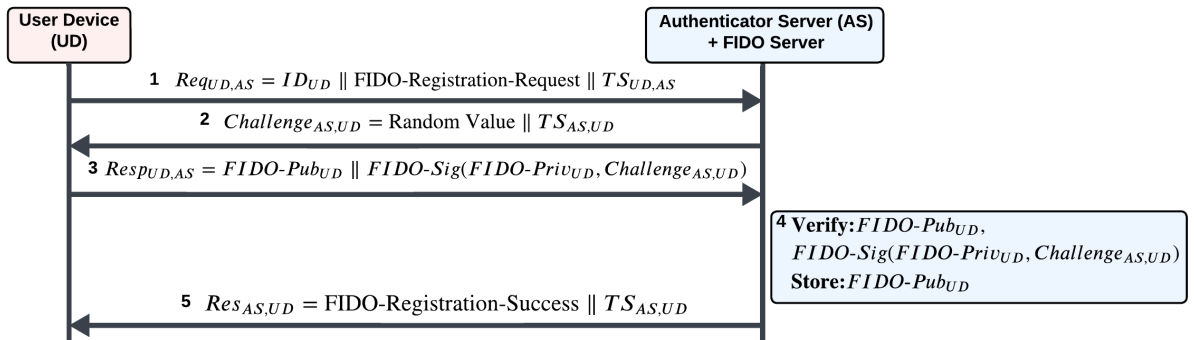 User Device
(UD)
Authenticator Server (AS)
+ FIDO Server
1 Req_{UD,AS} = ID_{UD} ∥ FIDO-Registration-Request ∥ TS_{UD,AS}
2 Challenge_{AS,UD} = Random Value ∥ TS_{AS,UD}
3 Resp_{UD,AS} = FIDO-Pub_{UD} ∥ FIDO-Sig(FIDO-Priv_{UD}, Challenge_{AS,UD})
4 Verify:FIDO-Pub_{UD},
FIDO-Sig(FIDO-Priv_{UD}, Challenge_{AS,UD})
Store:FIDO-Pub_{UD}
5 Res_{AS,UD} = FIDO-Registration-Success ∥ TS_{AS,UD}